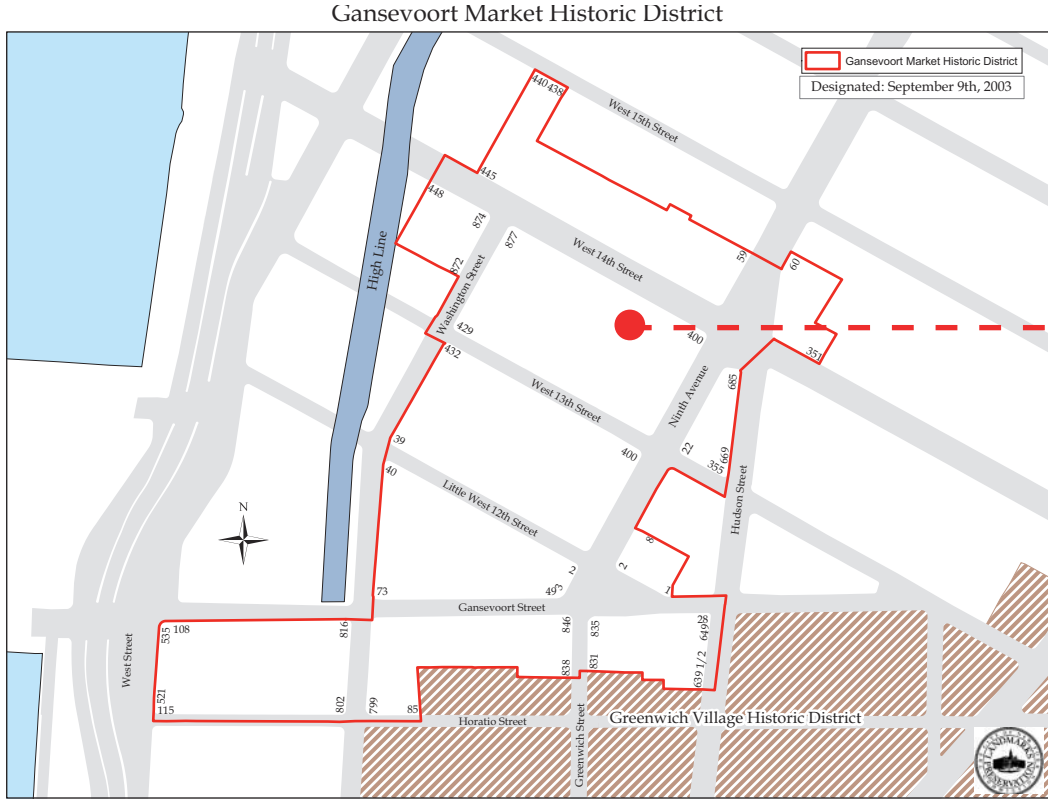 Gansevoort Market Historic District
Gansevoort Market Historic District
Designated: September 9th, 2003
440
438
West 15th Street
445
448
874
877
West 14th Street
59
60
High Line
872
Washington Street
429
432
400
351
685
Ninth Avenue
West 13th Street
39
40
400
22
355
669
Hudson Street
Little West 12th Street
N
8
2
2
1
73
49
3
Gansevoort Street
535
108
816
846
835
28
649
West Street
838
831
639 1/2
521
115
802
799
85
Horatio Street
Greenwich Street
Greenwich Village Historic District
LANDMARKS
PRESERVATION